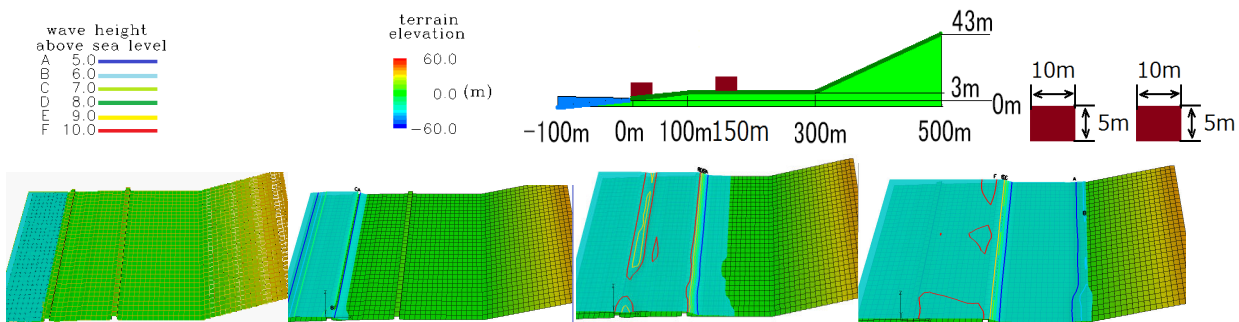 wave height
above sea level
A 5.0
B 6.0
C 7.0
D 8.0
E 9.0
F 10.0
terrain
elevation
60.0
0.0 (m)
-60.0
43m
3m
0m
-100m 0m 100m 150m 300m 500m
10m 10m
5m 5m
CA
F
A